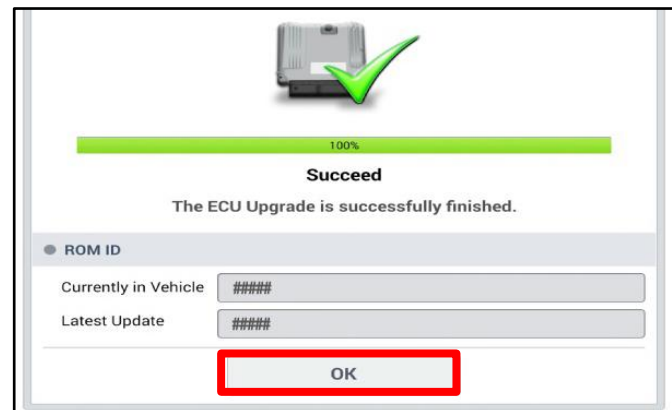 100%
Succeed
The ECU Upgrade is successfully finished.
ROM ID
Currently in Vehicle #####
Latest Update #####
OK